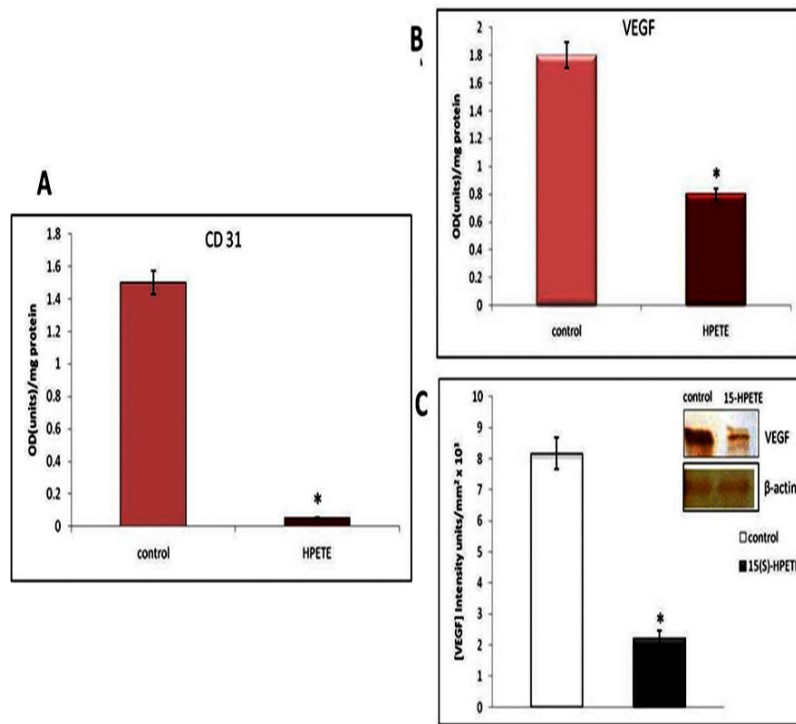 A
CD 31
OD(units)/mg protein
1.8
1.6
1.4
1.2
1
0.8
0.6
0.4
0.2
0
*
control HPETE
B
VEGF
OD(units)/mg protein
2
1.8
1.6
1.4
1.2
1
0.8
0.6
0.4
0.2
0
*
control HPETE
C
[VEGF] Intensity units/mm² x 10³
10
9
8
7
6
5
4
3
2
1
0
*
control 15-HPETE
VEGF
β-actin
control
15(S)-HPETE